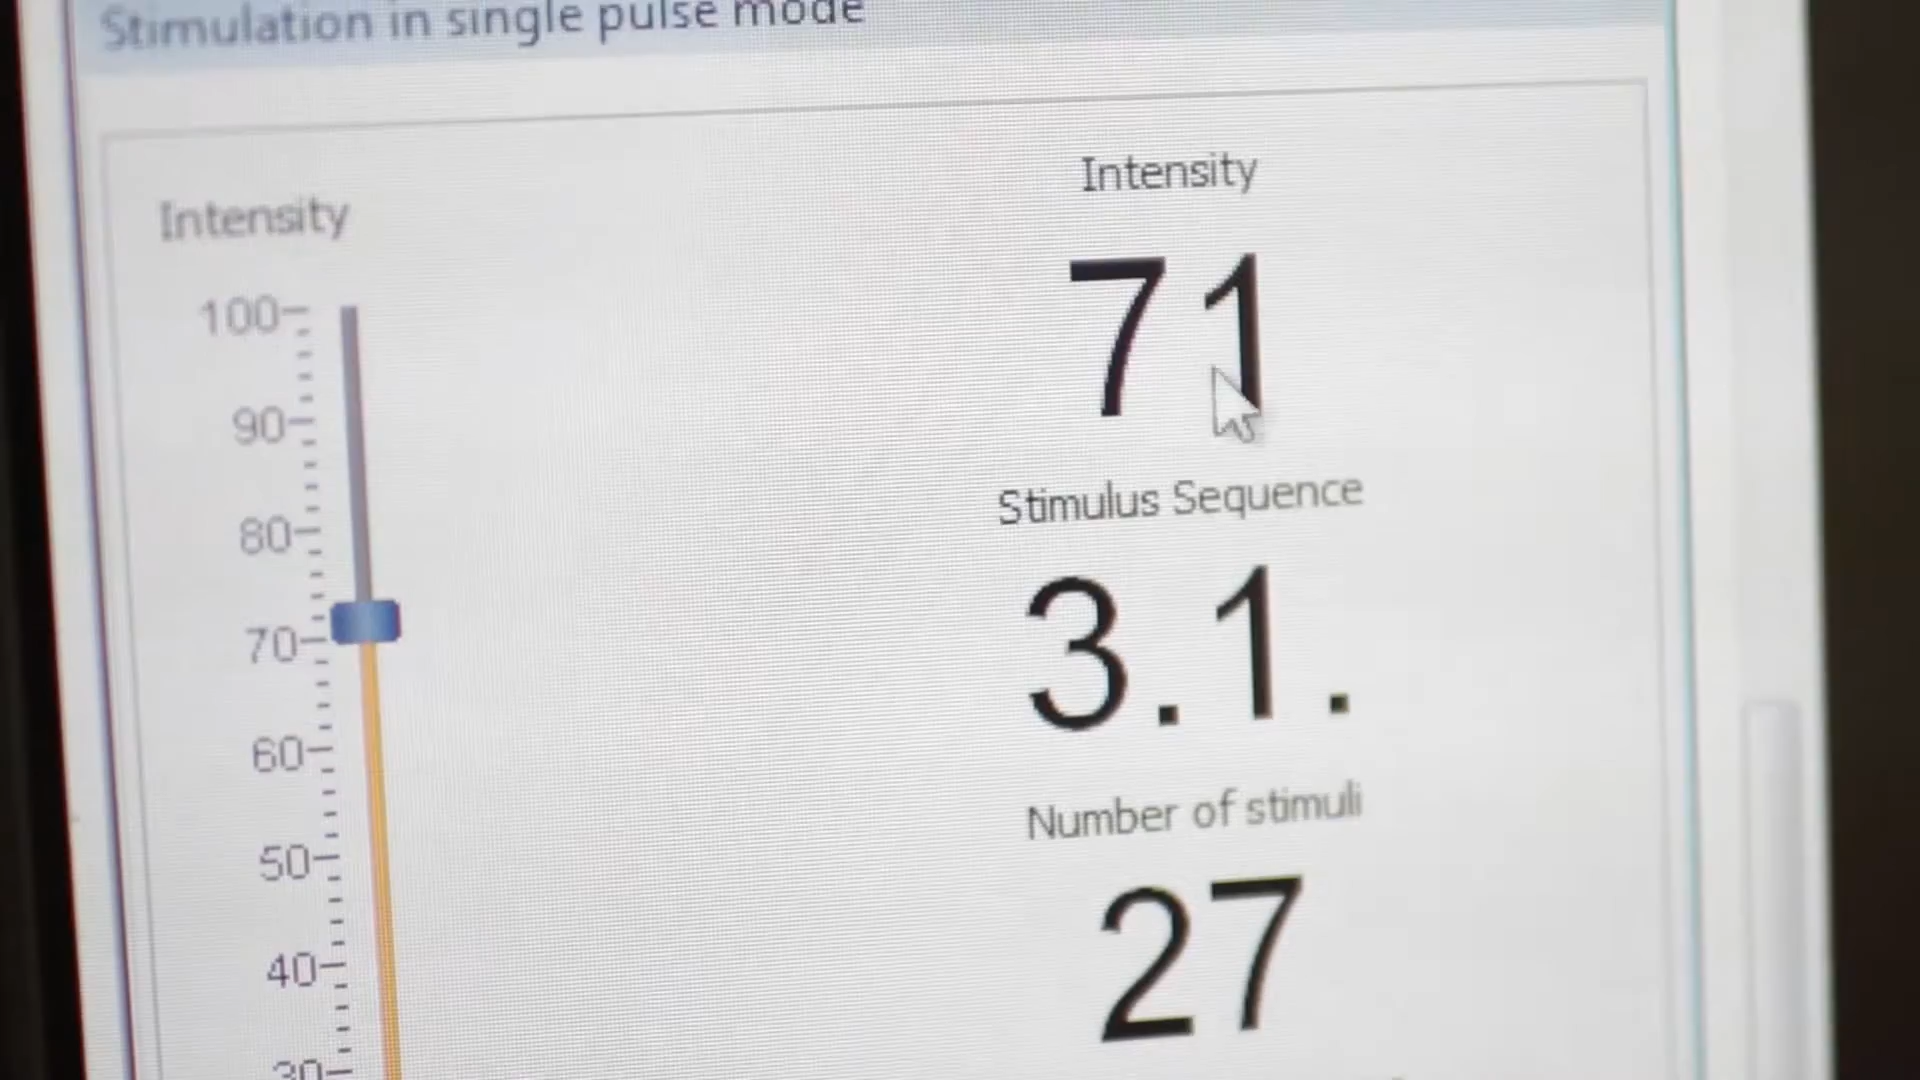 Stimulation in single pulse mode
Intensity
100
90
80
70
60
50
40
30
Intensity
71
Stimulus Sequence
3.1.
Number of stimuli
27